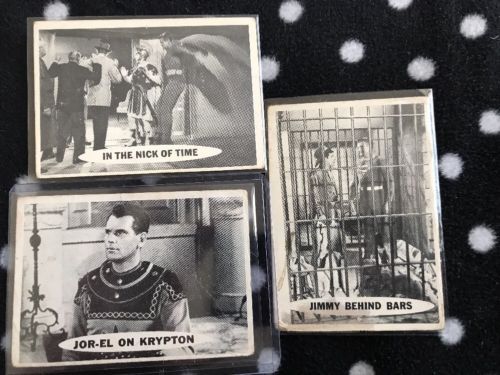 IN THE NICK OF TIME
JOR-EL ON KRYPTON
JIMMY BEHIND BARS